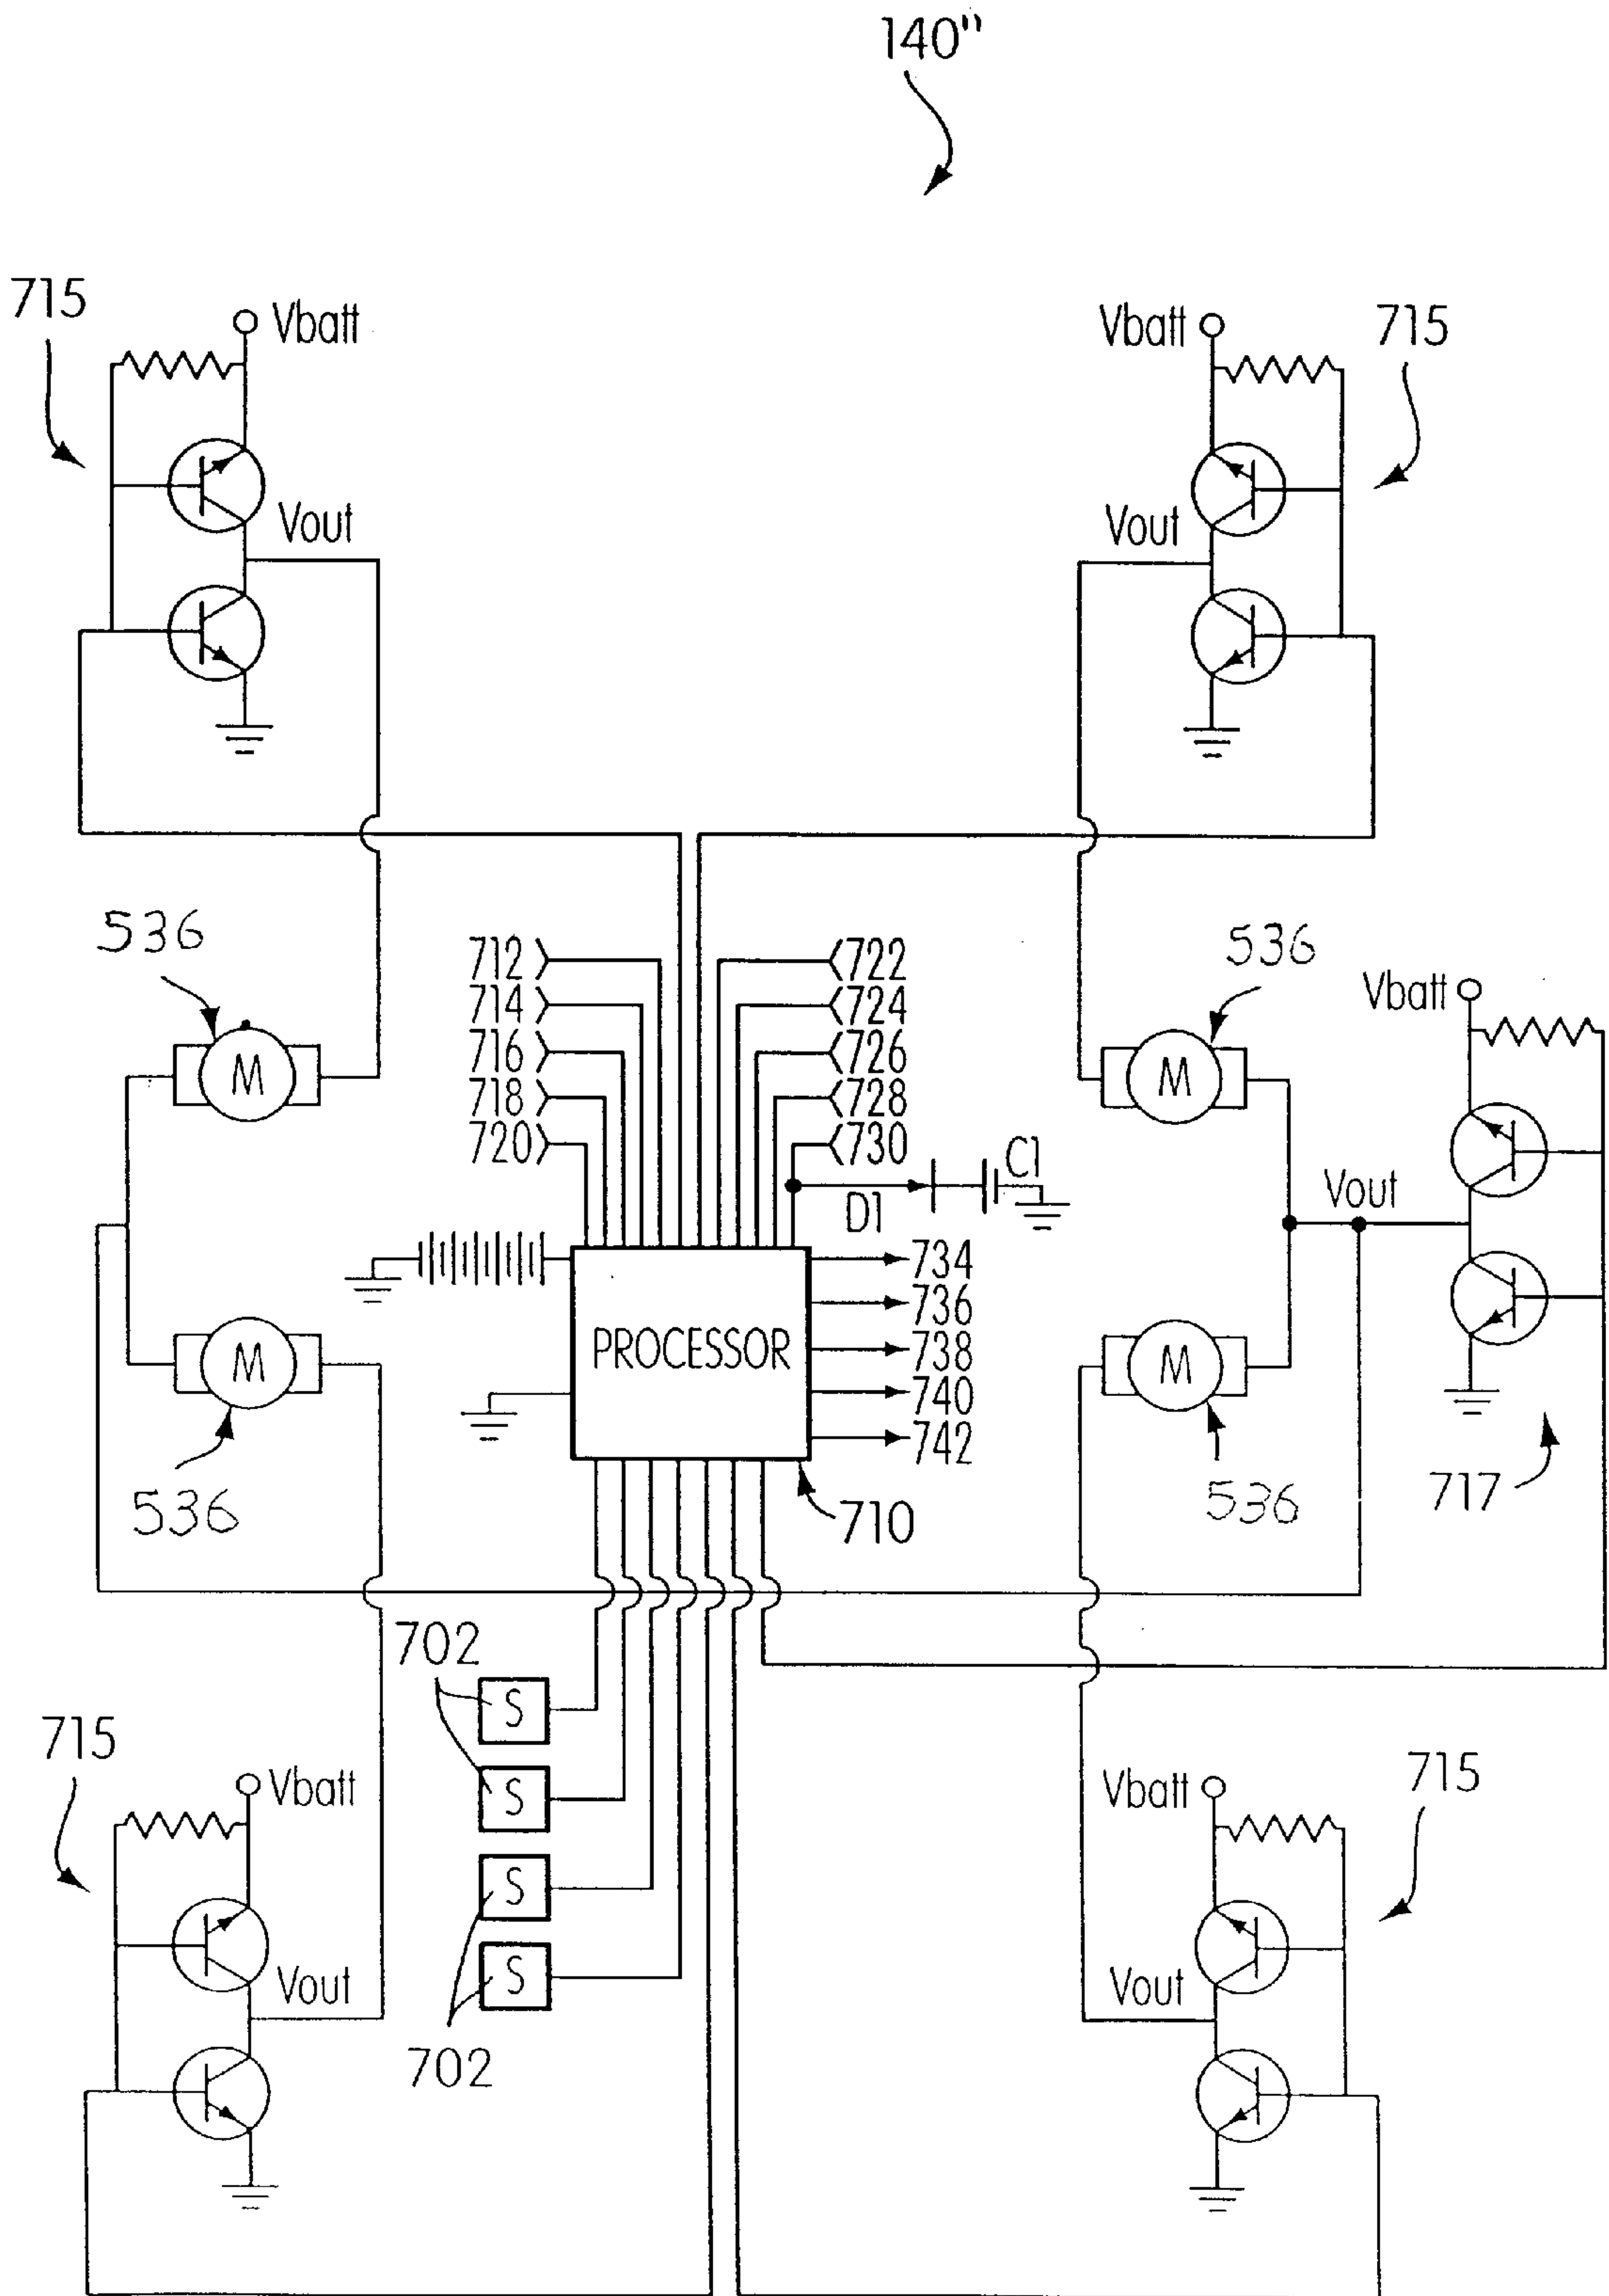 140"
715
Vbatt
Vout
Vbatt
715
Vout
536
M
712
714
716
718
720
722
724
726
728
730
536
M
Vbatt
C1
D1
Vout
734
736
738
740
742
PROCESSOR
M
536
M
536
710
717
702
S
S
S
S
702
715
Vbatt
Vout
Vbatt
715
Vout